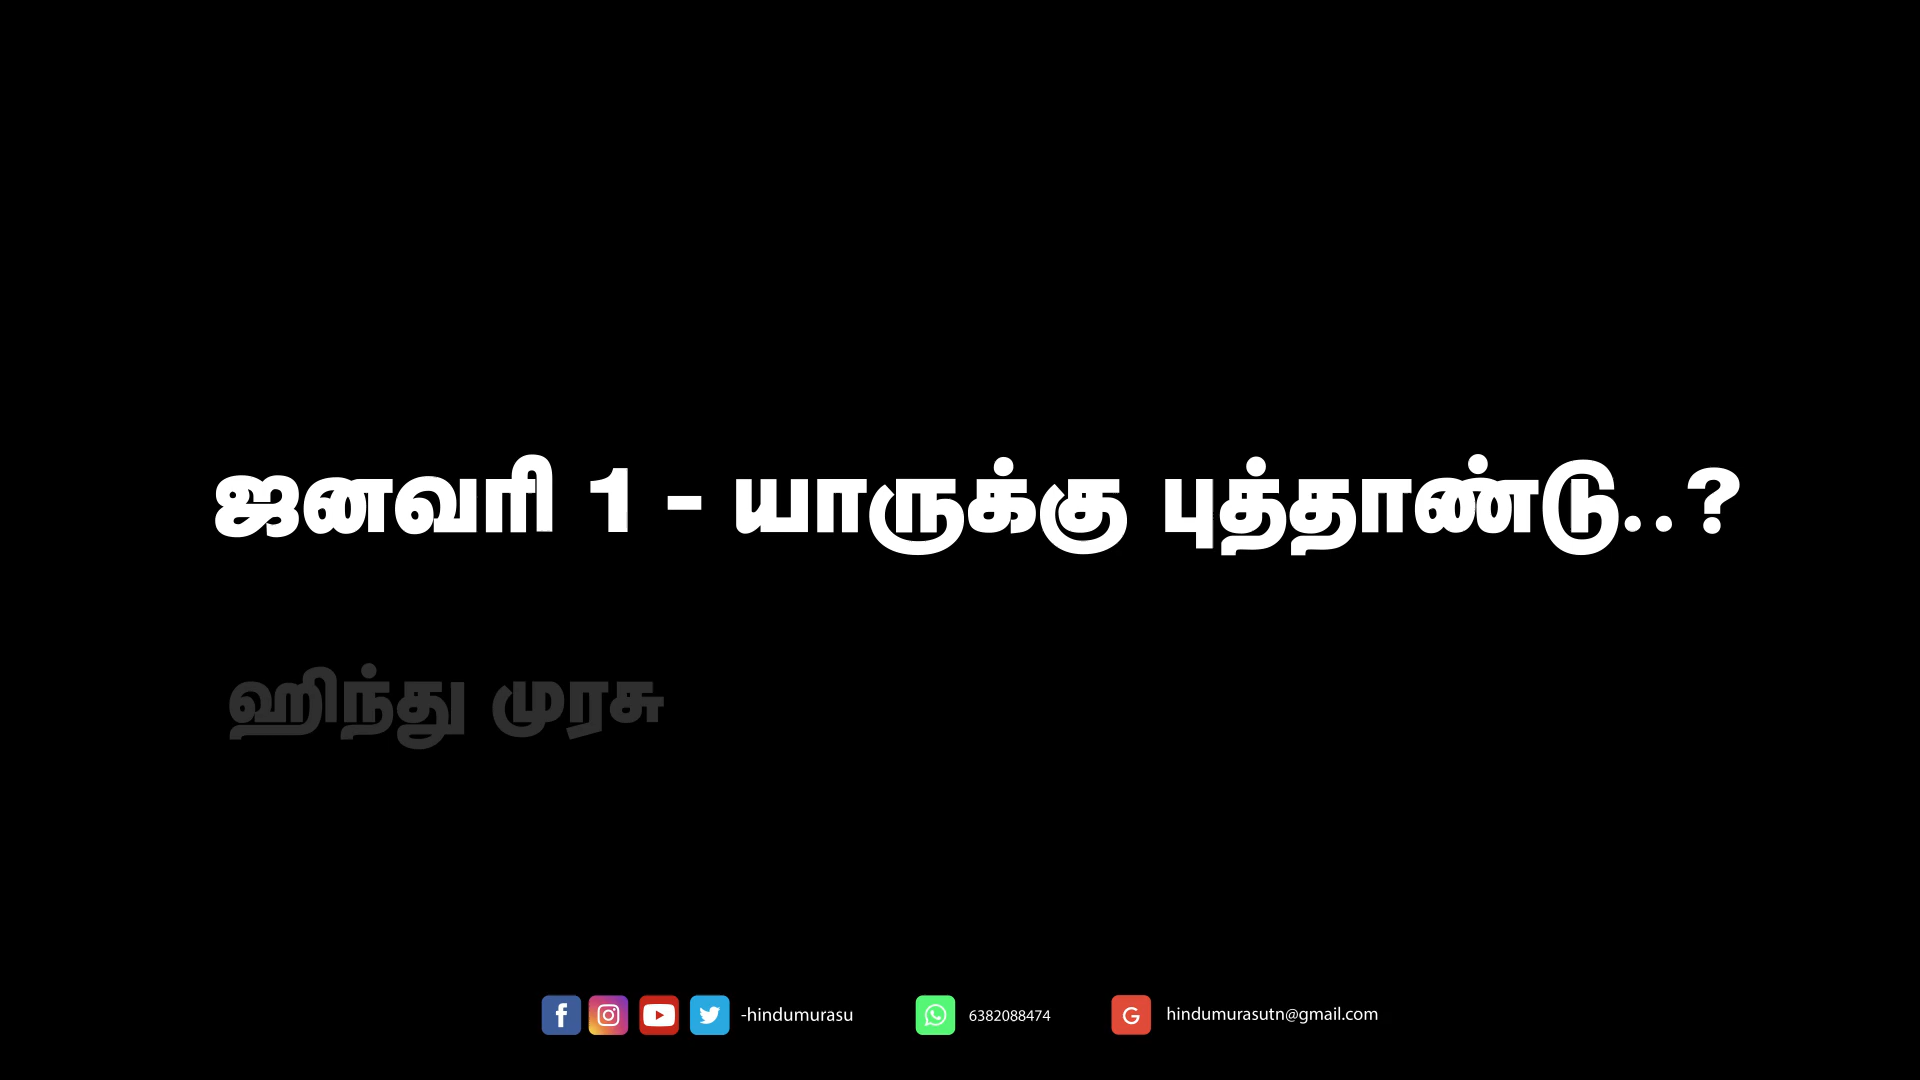 ஜனவரி 1 - யாருக்கு புத்தாண்டு..?
ஹிந்து முரசு
-hindumurasu 6382088474 hindumurasutn@gmail.com